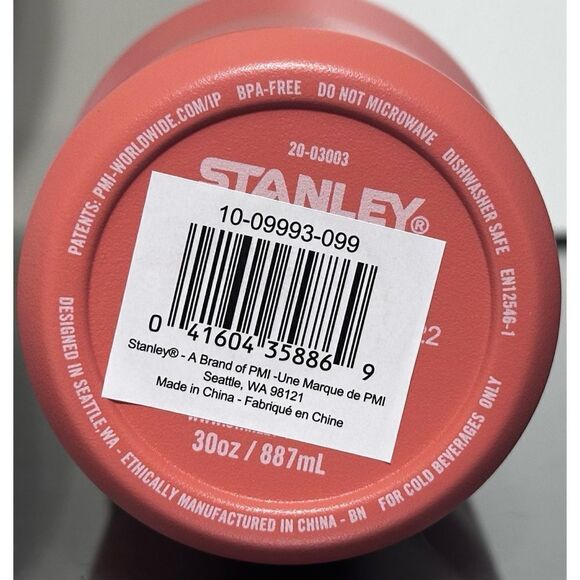 PATENTS: PMI-WORLDWIDE.COM/IP BPA-FREE DO NOT MICROWAVE DISHWASHER SAFE EN12546-1
20-03003
STANLEY®
10-09993-099
0 41604 35886 9
Stanley® - A Brand of PMI -Une Marque de PMI
Seattle, WA 98121
Made in China - Fabriqué en Chine
22
30oz / 887mL
DESIGNED IN SEATTLE,WA - ETHICALLY MANUFACTURED IN CHINA - BN FOR COLD BEVERAGES ONLY